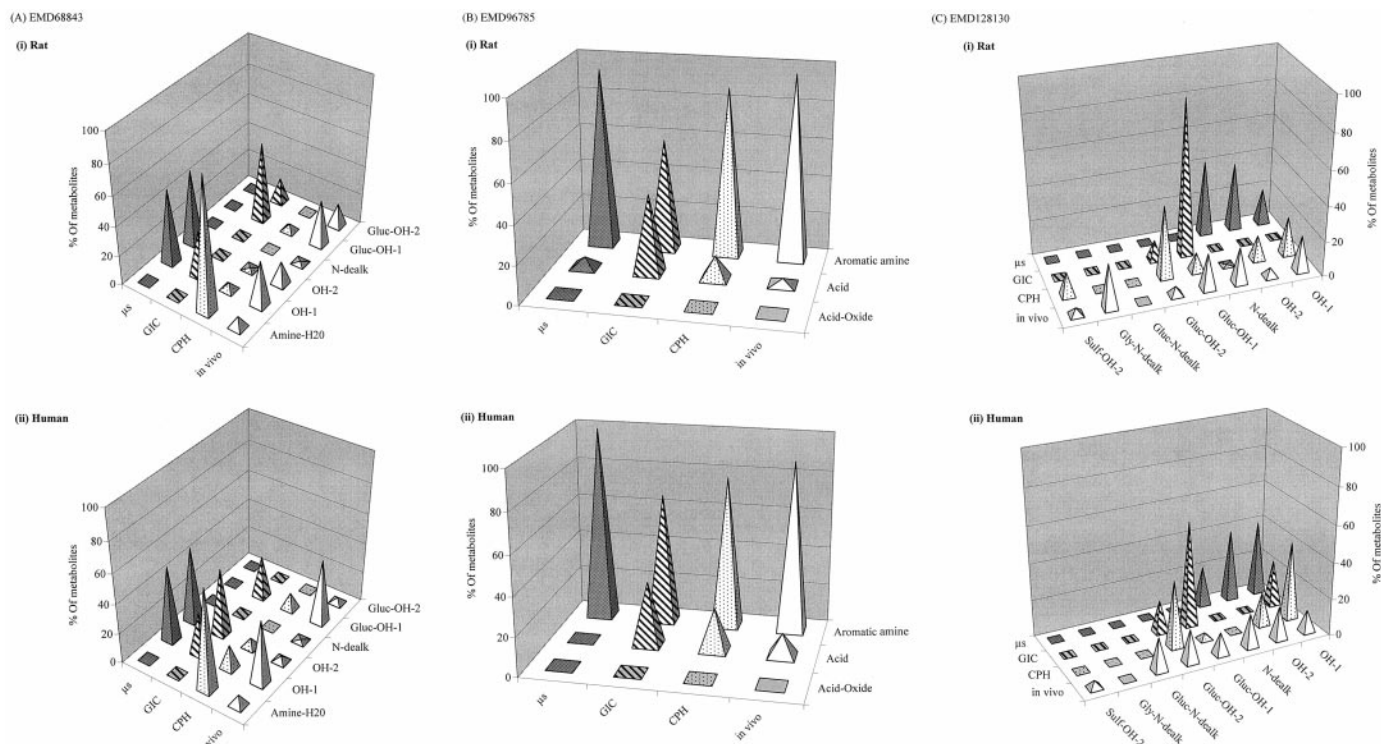 (A) EMD68843
(i) Rat
% Of metabolites
100
80
60
40
20
0
µs
GIC
CPH
in vivo
Gluc-OH-2
Gluc-OH-1
N-dealk
OH-2
OH-1
Amine-H20
(ii) Human
% Of metabolites
100
80
60
40
20
0
µs
GIC
CPH
vivo
Gluc-OH-2
Gluc-OH-1
N-dealk
OH-2
OH-1
Amine-H20
(B) EMD96785
(i) Rat
% Of metabolites
100
80
60
40
20
0
µs
GIC
CPH
in vivo
Aromatic amine
Acid
Acid-Oxide
(ii) Human
% Of metabolites
100
80
60
40
20
0
µs
GIC
CPH
in vivo
Aromatic amine
Acid
Acid-Oxide
(C) EMD128130
(i) Rat
% Of metabolites
100
80
60
40
20
0
µs
GIC
CPH
in vivo
Sulf-OH-2
Gly-N-dealk
Gluc-N-dealk
Gluc-OH-2
Gluc-OH-1
N-dealk
OH-2
OH-1
(ii) Human
% Of metabolites
100
80
60
40
20
0
µs
GIC
CPH
in vivo
Sulf-OH-2
Gly-N-dealk
Gluc-N-dealk
Gluc-OH-2
Gluc-OH-1
N-dealk
OH-2
OH-1